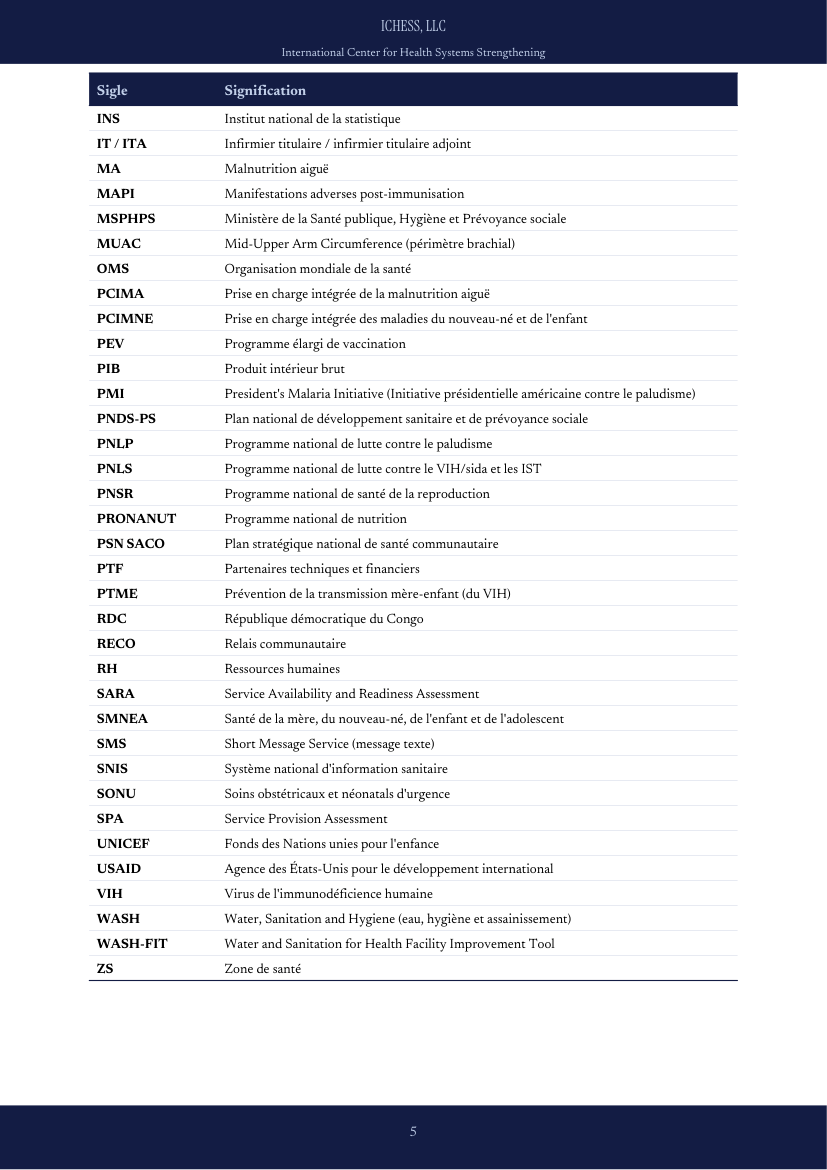 ICHESS, LLC
International Center for Health Systems Strengthening
Sigle Signification
INS Institut national de la statistique
IT / ITA Infirmier titulaire / infirmier titulaire adjoint
MA Malnutrition aiguë
MAPI Manifestations adverses post-immunisation
MSPHPS Ministère de la Santé publique, Hygiène et Prévoyance sociale
MUAC Mid-Upper Arm Circumference (périmètre brachial)
OMS Organisation mondiale de la santé
PCIMA Prise en charge intégrée de la malnutrition aiguë
PCIMNE Prise en charge intégrée des maladies du nouveau-né et de l'enfant
PEV Programme élargi de vaccination
PIB Produit intérieur brut
PMI President's Malaria Initiative (Initiative présidentielle américaine contre le paludisme)
PNDS-PS Plan national de développement sanitaire et de prévoyance sociale
PNLP Programme national de lutte contre le paludisme
PNLS Programme national de lutte contre le VIH/sida et les IST
PNSR Programme national de santé de la reproduction
PRONANUT Programme national de nutrition
PSN SACO Plan stratégique national de santé communautaire
PTF Partenaires techniques et financiers
PTME Prévention de la transmission mère-enfant (du VIH)
RDC République démocratique du Congo
RECO Relais communautaire
RH Ressources humaines
SARA Service Availability and Readiness Assessment
SMNEA Santé de la mère, du nouveau-né, de l'enfant et de l'adolescent
SMS Short Message Service (message texte)
SNIS Système national d'information sanitaire
SONU Soins obstétricaux et néonatals d'urgence
SPA Service Provision Assessment
UNICEF Fonds des Nations unies pour l'enfance
USAID Agence des États-Unis pour le développement international
VIH Virus de l'immunodéficience humaine
WASH Water, Sanitation and Hygiene (eau, hygiène et assainissement)
WASH-FIT Water and Sanitation for Health Facility Improvement Tool
ZS Zone de santé
5